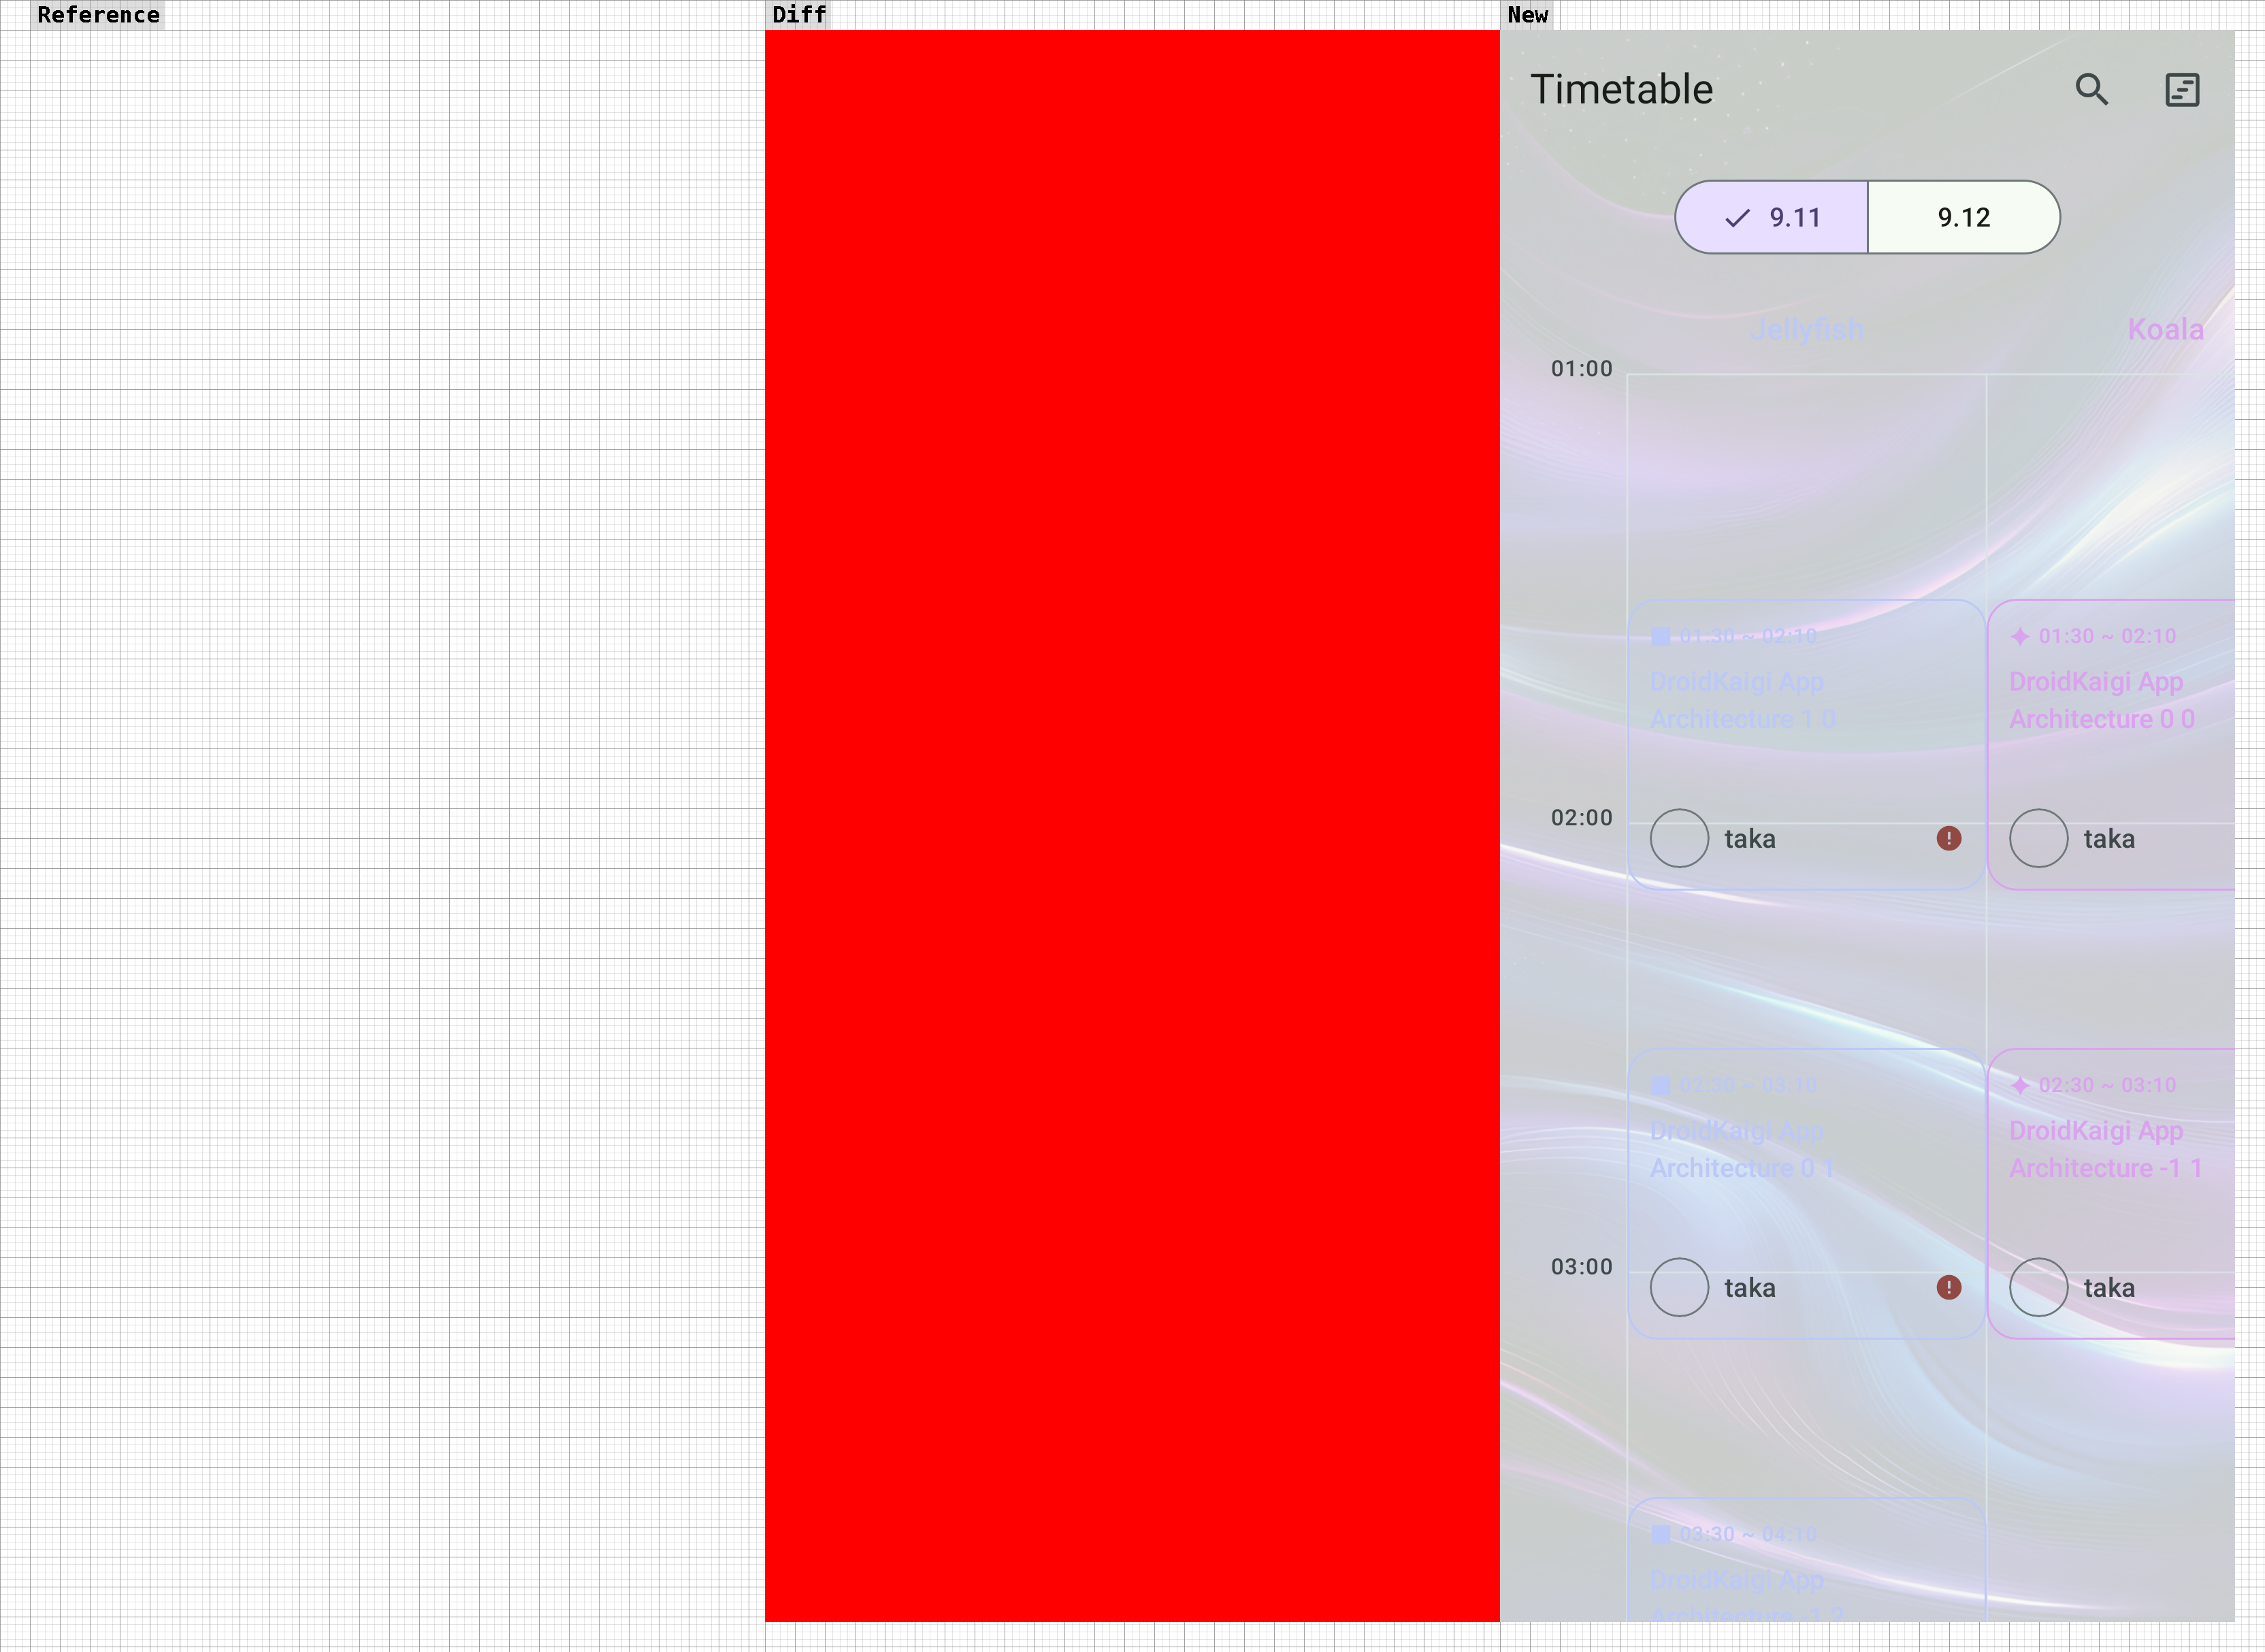 Reference
Diff
New
Timetable
9.11
9.12
Jellyfish
Koala
01:00
01:30 ~ 02:10
01:30 ~ 02:10
DroidKaigi App
Architecture 1 0
DroidKaigi App
Architecture 0 0
02:00
taka
taka
02:30 ~ 03:10
02:30 ~ 03:10
DroidKaigi App
Architecture 0 1
DroidKaigi App
Architecture -1 1
03:00
taka
taka
03:30 ~ 04:10
DroidKaigi App
Architecture -1 2